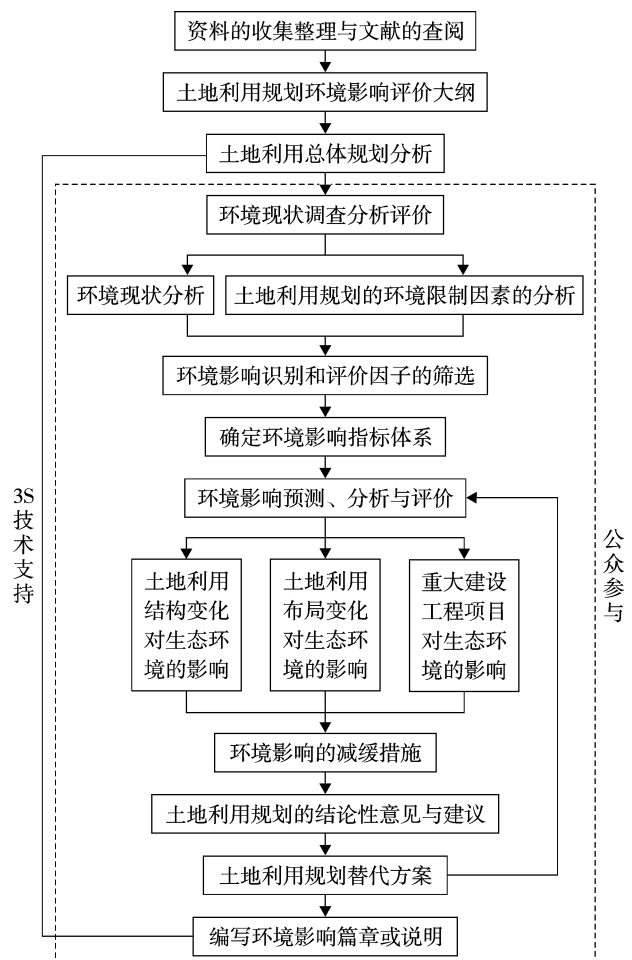 资料的收集整理与文献的查阅
土地利用规划环境影响评价大纲
土地利用总体规划分析
环境现状调查分析评价
环境现状分析
土地利用规划的环境限制因素的分析
环境影响识别和评价因子的筛选
确定环境影响指标体系
环境影响预测、分析与评价
3S技术支持
公众参与
土地利用
结构变化
对生态环
境的影响
土地利用
布局变化
对生态环
境的影响
重大建设
工程项目
对生态环
境的影响
环境影响的减缓措施
土地利用规划的结论性意见与建议
土地利用规划替代方案
编写环境影响篇章或说明